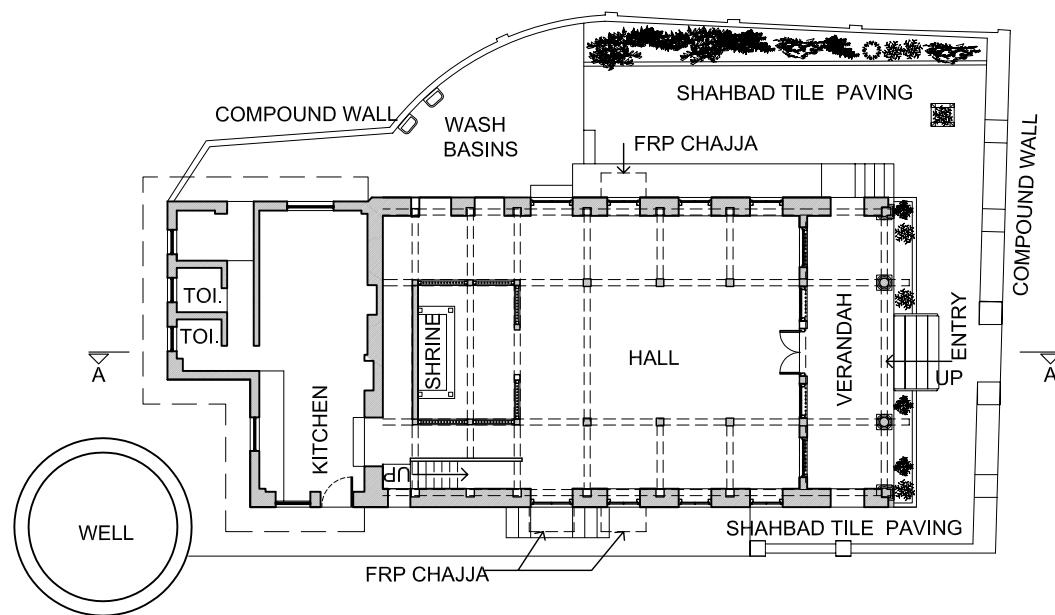 SHAHBAD TILE PAVING
COMPOUND WALL
WASH
BASINS
FRP CHAJJA
COMPOUND WALL
TOI.
TOI.
SHRINE
HALL
VERANDAH
ENTRY
UP
A
A
KITCHEN
UP
WELL
SHAHBAD TILE PAVING
FRP CHAJJA